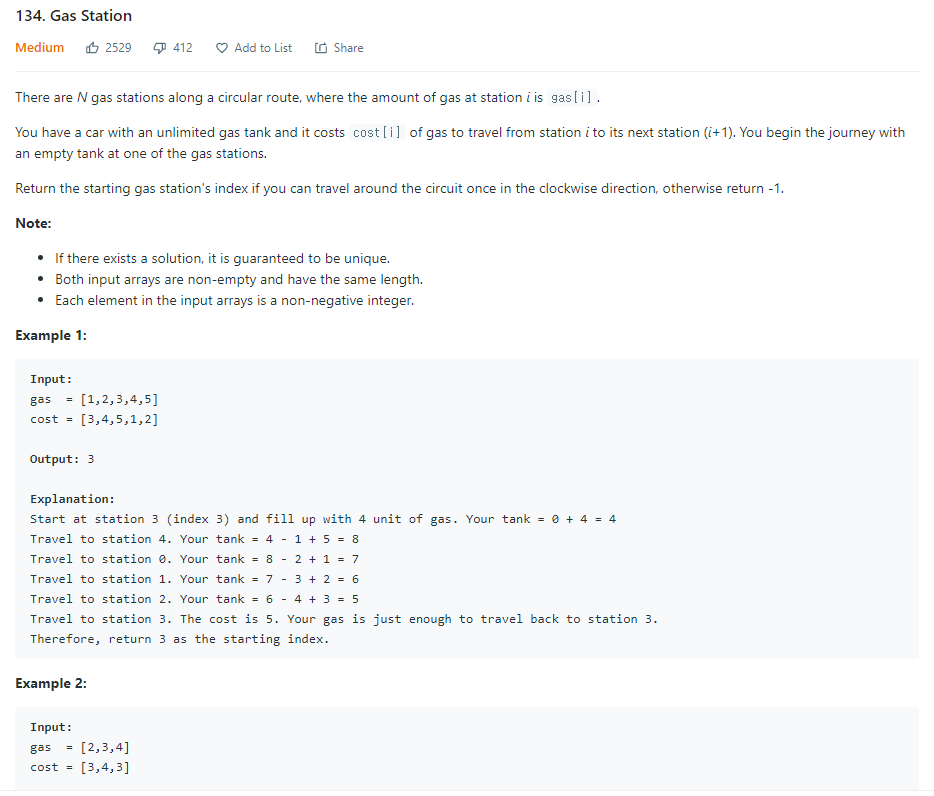 134. Gas Station
Medium 2529 412 Add to List Share
There are N gas stations along a circular route, where the amount of gas at station i is gas[i] .
You have a car with an unlimited gas tank and it costs cost[i] of gas to travel from station i to its next station (i+1). You begin the journey with
an empty tank at one of the gas stations.
Return the starting gas station's index if you can travel around the circuit once in the clockwise direction, otherwise return -1.
Note:
• If there exists a solution, it is guaranteed to be unique.
• Both input arrays are non-empty and have the same length.
• Each element in the input arrays is a non-negative integer.
Example 1:
Input:
gas  = [1,2,3,4,5]
cost = [3,4,5,1,2]
Output: 3
Explanation:
Start at station 3 (index 3) and fill up with 4 unit of gas. Your tank = 0 + 4 = 4
Travel to station 4. Your tank = 4 - 1 + 5 = 8
Travel to station 0. Your tank = 8 - 2 + 1 = 7
Travel to station 1. Your tank = 7 - 3 + 2 = 6
Travel to station 2. Your tank = 6 - 4 + 3 = 5
Travel to station 3. The cost is 5. Your gas is just enough to travel back to station 3.
Therefore, return 3 as the starting index.
Example 2:
Input:
gas  = [2,3,4]
cost = [3,4,3]